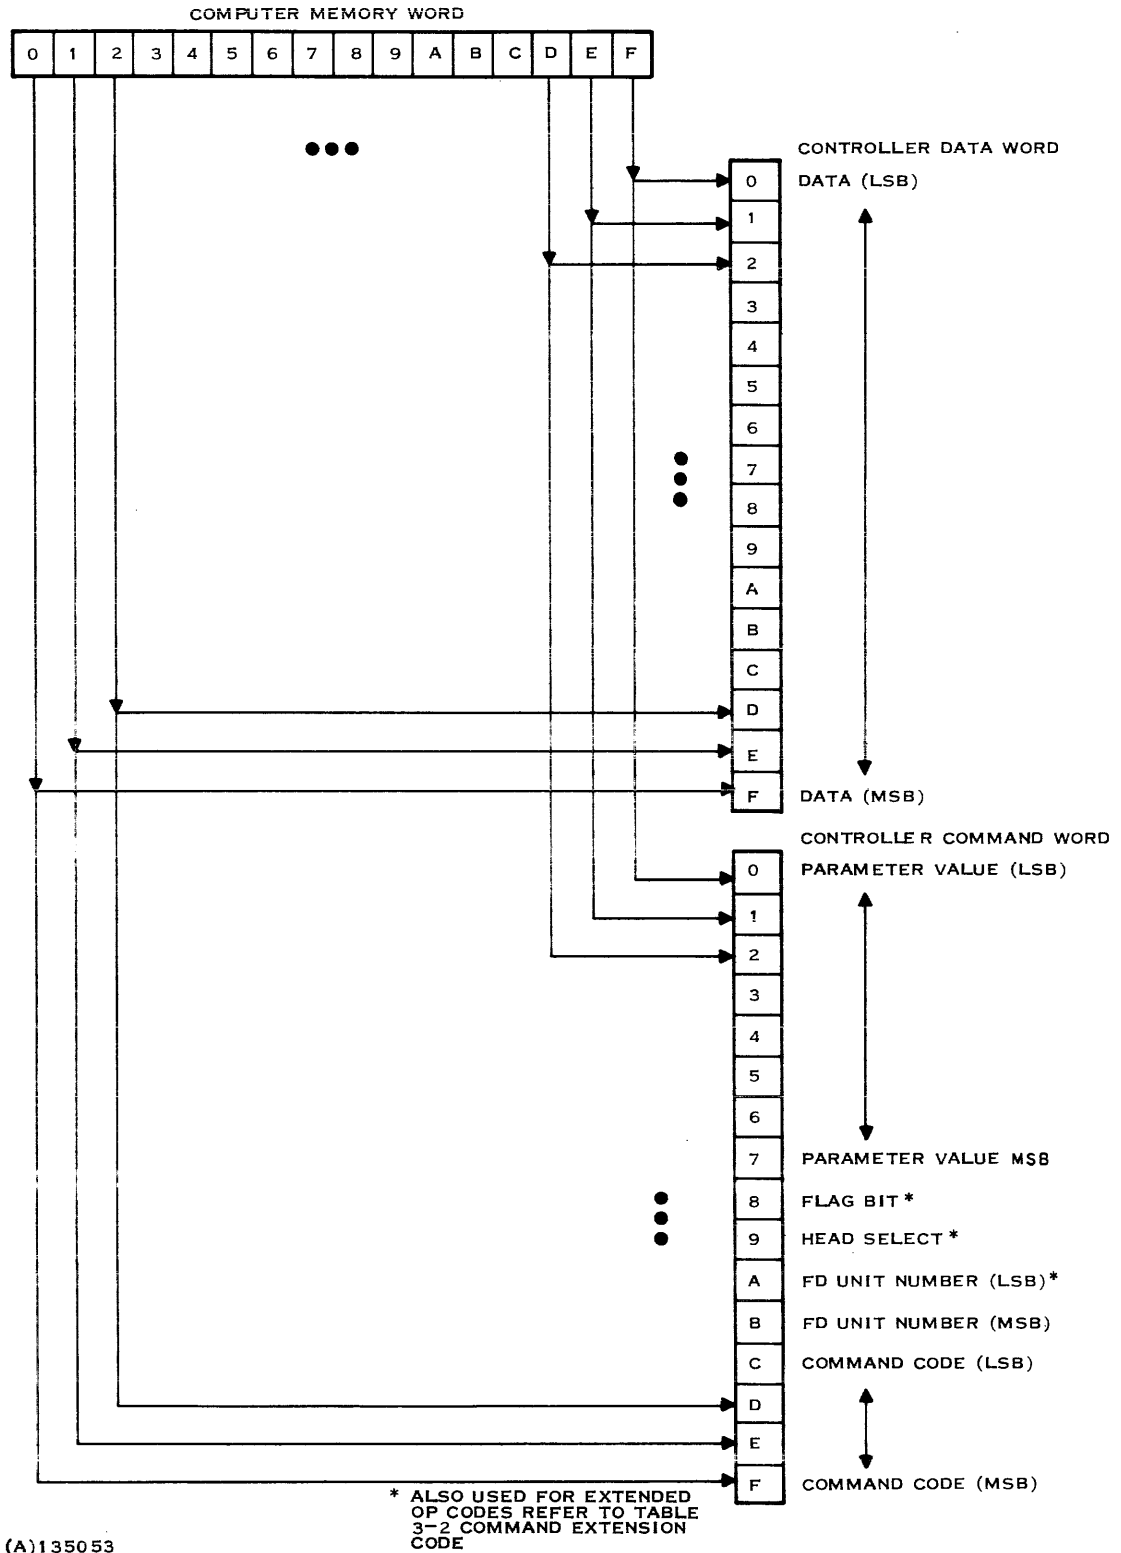 COMPUTER MEMORY WORD
0 1 2 3 4 5 6 7 8 9 A B C D E F
CONTROLLER DATA WORD
0 DATA (LSB)
1
2
3
4
5
6
7
8
9
A
B
C
D
E
F DATA (MSB)
CONTROLLER COMMAND WORD
0 PARAMETER VALUE (LSB)
1
2
3
4
5
6
7 PARAMETER VALUE MSB
8 FLAG BIT *
9 HEAD SELECT *
A FD UNIT NUMBER (LSB) *
B FD UNIT NUMBER (MSB)
C COMMAND CODE (LSB)
D
E
F COMMAND CODE (MSB)
* ALSO USED FOR EXTENDED
OP CODES REFER TO TABLE
3-2 COMMAND EXTENSION
CODE
(A)135053